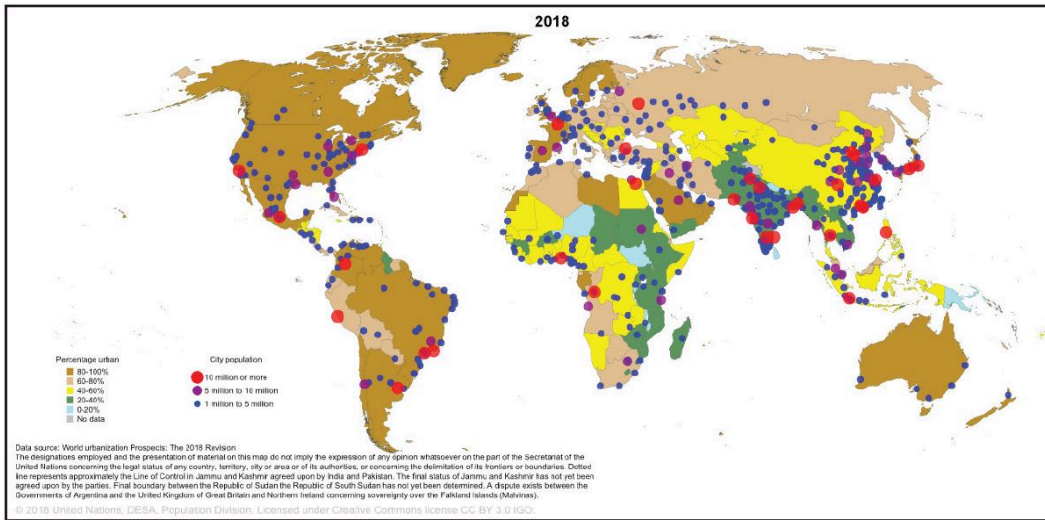 2018
Percentage urban
80-100%
60-80%
40-60%
20-40%
0-20%
No data
City population
10 million or more
5 million to 10 million
1 million to 5 million
Data source: World urbanization Prospects: The 2018 Revision
The designations employed and the presentation of material on this map do not imply the expression of any opinion whatsoever on the part of the Secretariat of the
United Nations concerning the legal status of any country, territory, city or area or of its authorities, or concerning the delimitation of its frontiers or boundaries. Dotted
line represents approximately the Line of Control in Jammu and Kashmir agreed upon by India and Pakistan. The final status of Jammu and Kashmir has not yet been
agreed upon by the parties. Final boundary between the Republic of Sudan the Republic of South Sudan has not yet been determined. A dispute exists between the
Governments of Argentina and the United Kingdom of Great Britain and Northern Ireland concerning sovereignty over the Falkland Islands (Malvinas).
© 2018 United Nations, DESA, Population Division. Licensed under Creative Commons license CC BY 3.0 IGO.